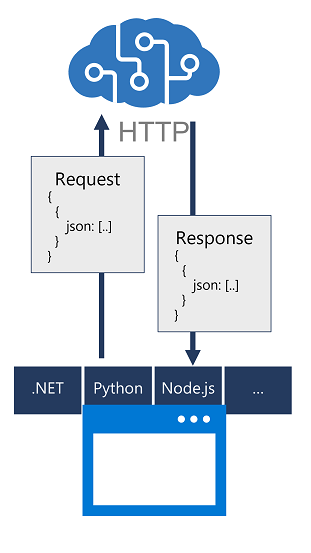 HTTP
Request
{
{
json: [..]
}
}
Response
{
{
json: [..]
}
}
.NET
Python
Node.js
...